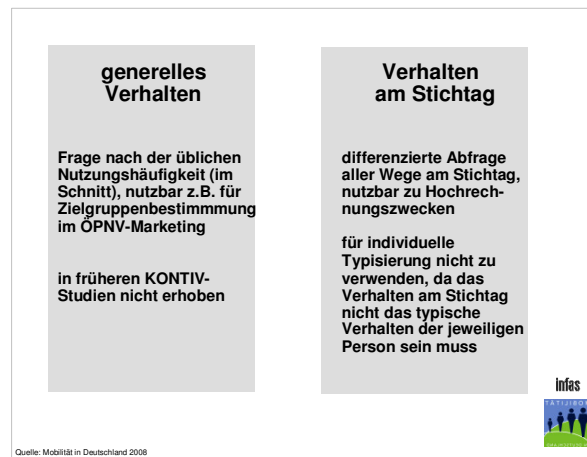 generelles
Verhalten
Frage nach der üblichen
Nutzungshäufigkeit (im
Schnitt), nutzbar z.B. für
Zielgruppenbestimmmung
im ÖPNV-Marketing
in früheren KONTIV-
Studien nicht erhoben
Verhalten
am Stichtag
differenzierte Abfrage
aller Wege am Stichtag,
nutzbar zu Hochrech-
nungszwecken
für individuelle
Typisierung nicht zu
verwenden, da das
Verhalten am Stichtag
nicht das typische
Verhalten der jeweiligen
Person sein muss
infas
Quelle: Mobilität in Deutschland 2008